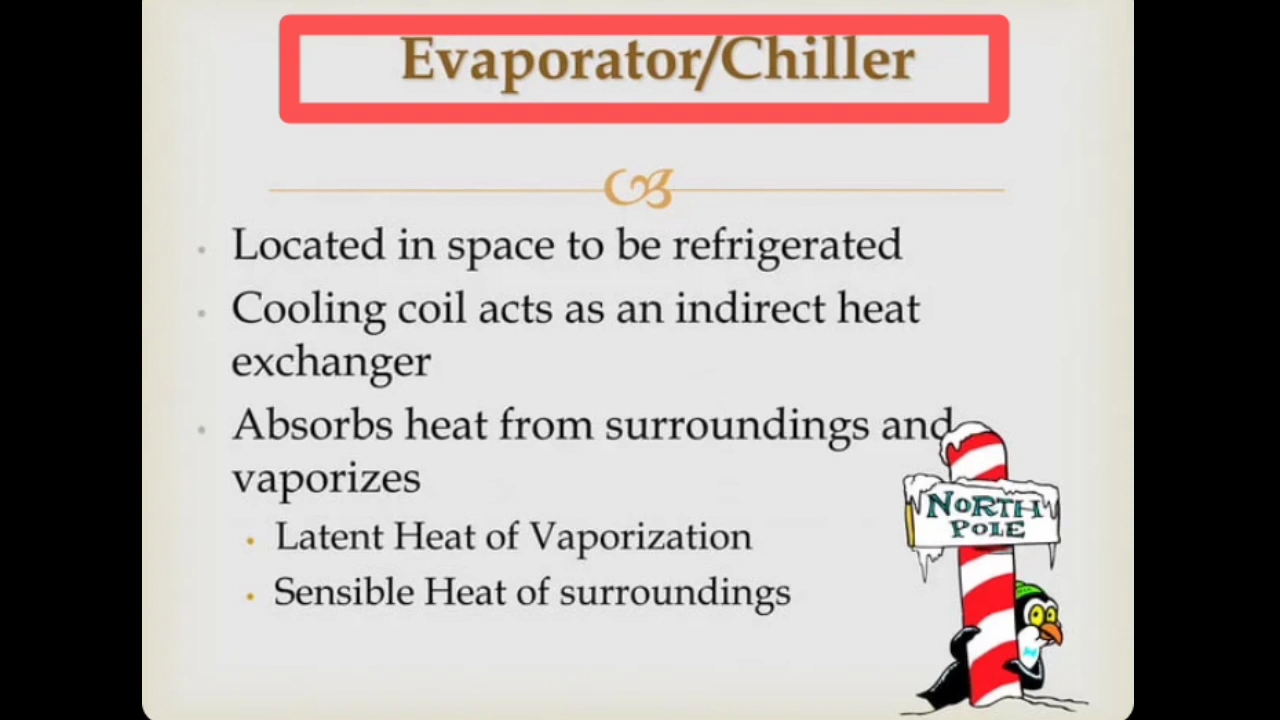 Evaporator/Chiller
• Located in space to be refrigerated
• Cooling coil acts as an indirect heat
exchanger
• Absorbs heat from surroundings and
vaporizes
• Latent Heat of Vaporization
• Sensible Heat of surroundings
NORTH
POLE